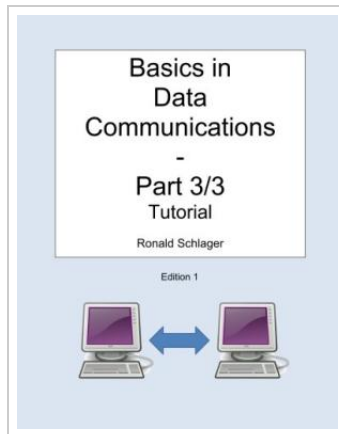 Basics in
Data
Communications
-
Part 3/3
Tutorial
Ronald Schlager
Edition 1